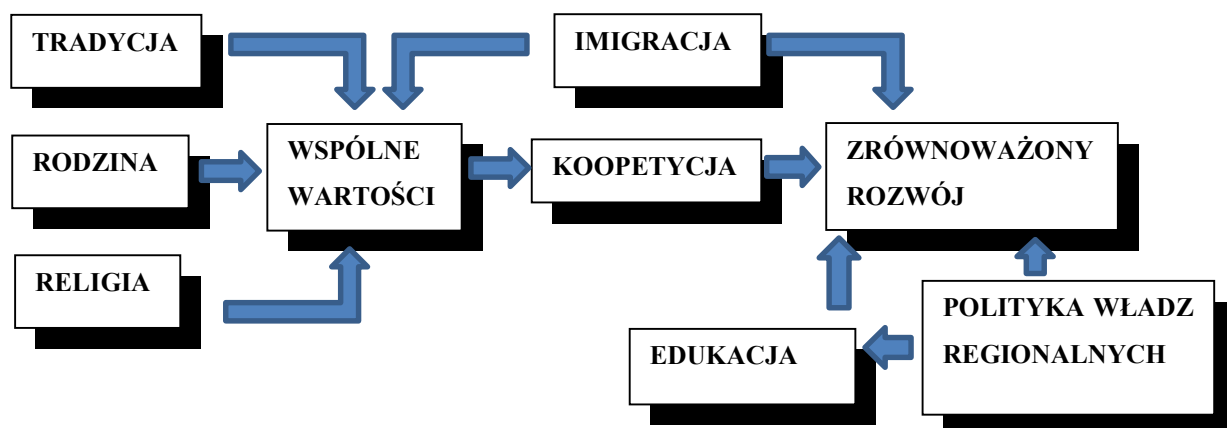 TRADYCJA
IMIGRACJA
RODZINA
WSPÓLNE
WARTOŚCI
KOOPETYCJA
ZRÓWNOWAŻONY
ROZWÓJ
RELIGIA
EDUKACJA
POLITYKA WŁADZ
REGIONALNYCH